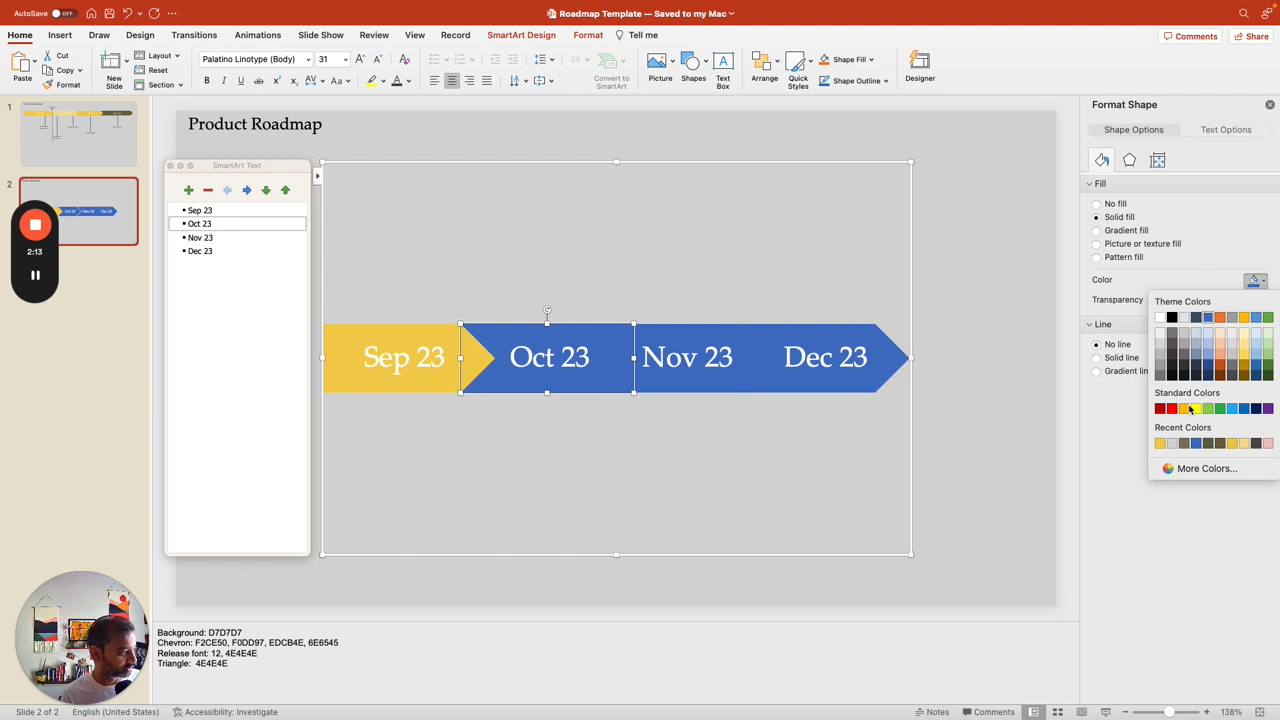 AutoSave OFF
Roadmap Template — Saved to my Mac
Home Insert Draw Design Transitions Animations Slide Show Review View Record SmartArt Design Format Tell me
Comments Share
Paste
Cut
Copy
Format
New Slide
Layout
Reset
Section
Palatino Linotype (Body) 31
Convert to SmartArt
Picture
Shapes
Text Box
Arrange
Quick Styles
Shape Fill
Shape Outline
Designer
1
2
2:13
Product Roadmap
SmartArt Text
Sep 23
Oct 23
Nov 23
Dec 23
Sep 23 Oct 23 Nov 23 Dec 23
Format Shape
Shape Options Text Options
Fill
No fill
Solid fill
Gradient fill
Picture or texture fill
Pattern fill
Color
Transparency
Line
No line
Solid line
Gradient line
Theme Colors
Standard Colors
Recent Colors
More Colors...
Background: D7D7D7
Chevron: F2CE50, F0DD97, EDCB4E, 6E6545
Release font: 12, 4E4E4E
Triangle: 4E4E4E
Slide 2 of 2 English (United States) Accessibility: Investigate Notes Comments 138%